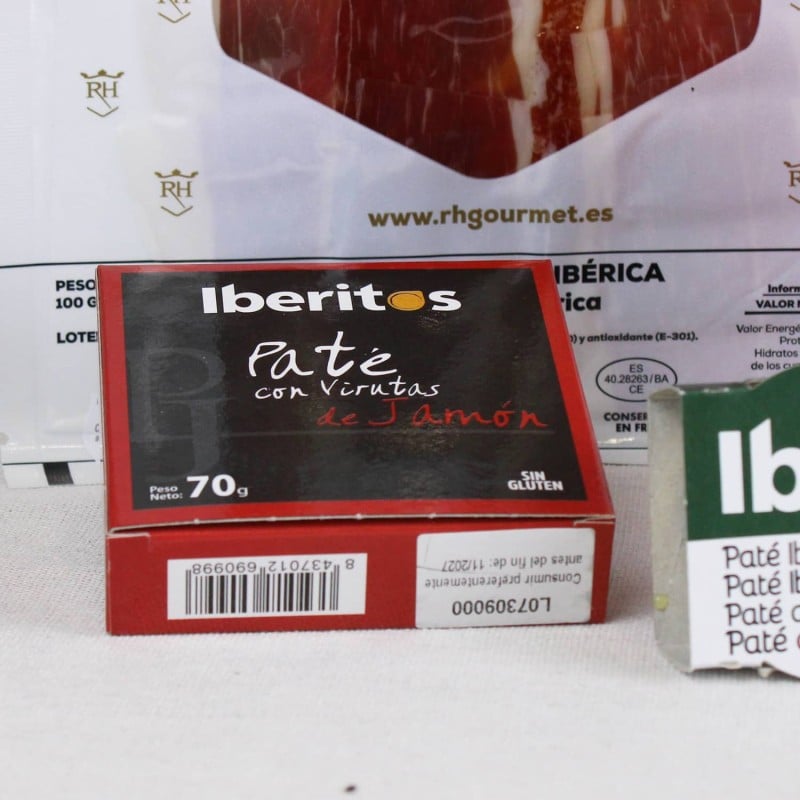 RH
RH
www.rhgourmet.es
PESO
100 G
LOTE
IBÉRICA
rica
) y antioxidante (E-301).
ES
40.28263/BA
CE
CONSER
EN FR
Inform
VALOR N
Valor Energé
Prot
Hidratos
de los cu
Iberitos
Paté
con Virutas
de Jamón
Peso
Neto: 70g
SIN
GLUTEN
8 437012 690998
Consumir preferentemente
antes del fin de: 11/2027
L07309000
Ib
Paté Ib
Paté Ib
Paté
Paté